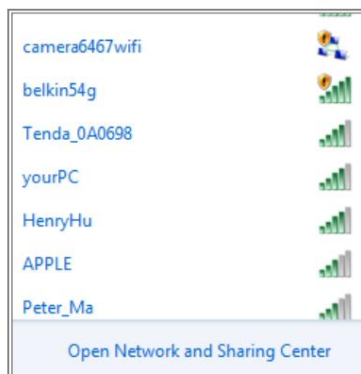 camera6467wifi
belkin54g
Tenda_0A0698
yourPC
HenryHu
APPLE
Peter_Ma
Open Network and Sharing Center